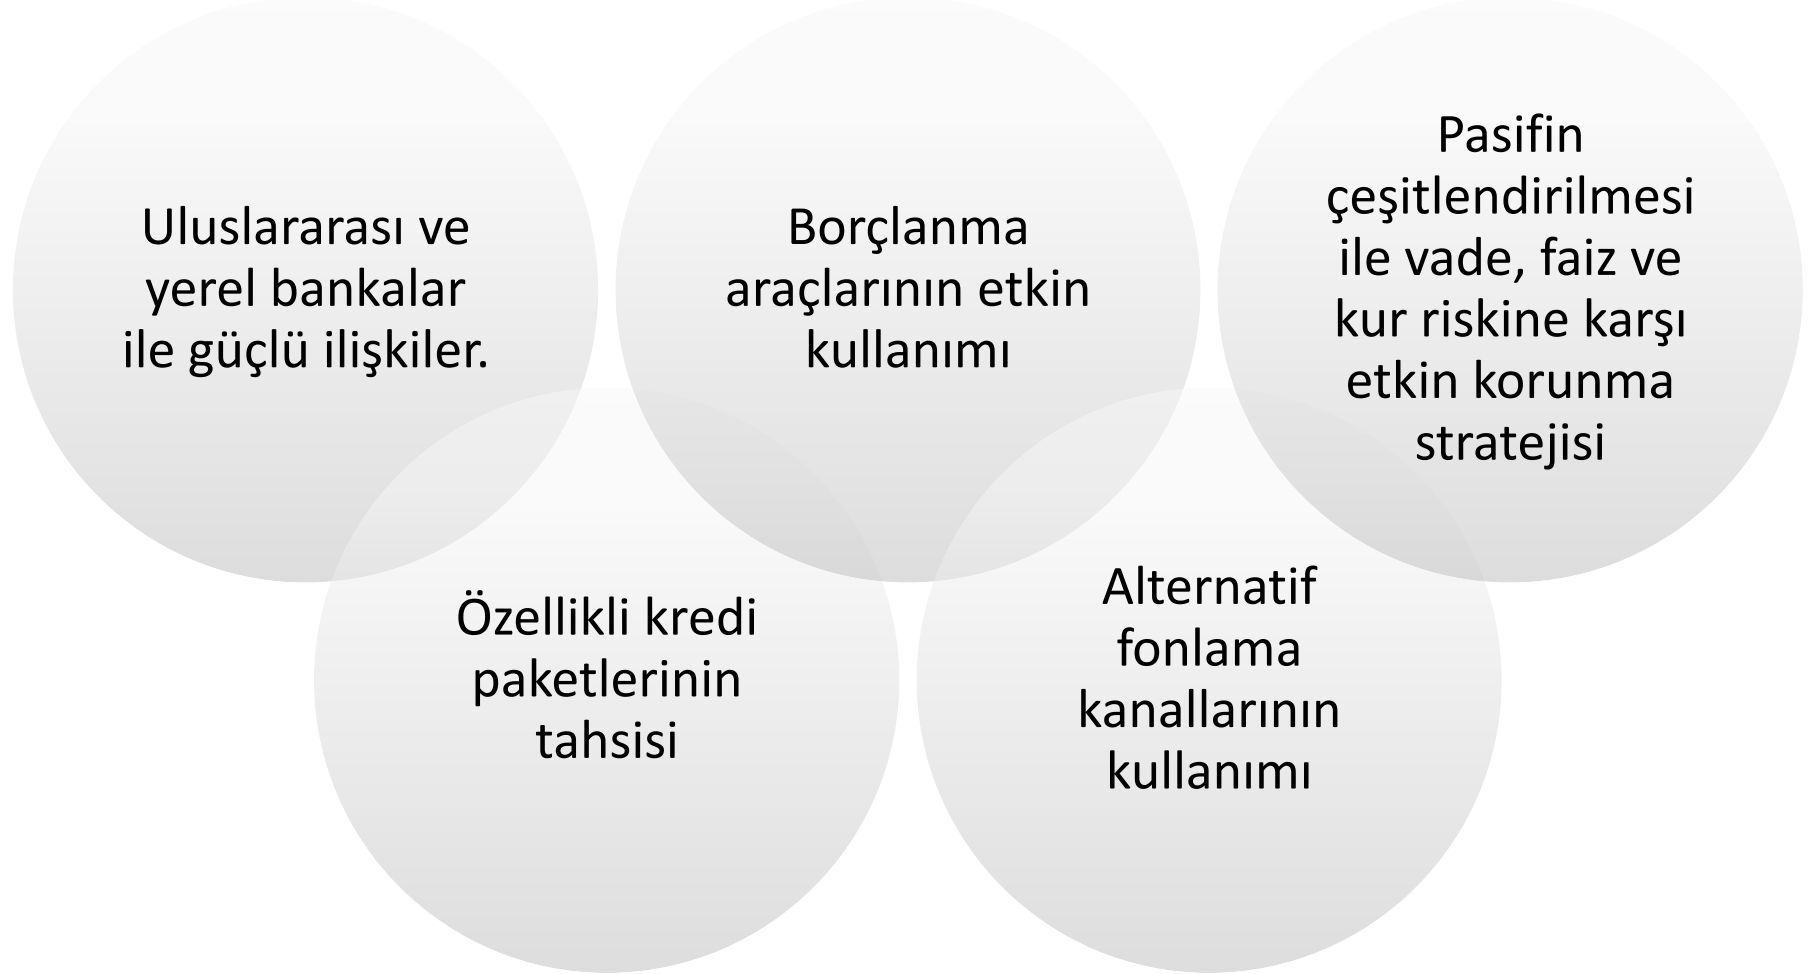 Uluslararası ve
yerel bankalar
ile güçlü ilişkiler.
Özellikli kredi
paketlerinin
tahsisi
Borçlanma
araçlarının etkin
kullanımı
Alternatif
fonlama
kanallarının
kullanımı
Pasifin
çeşitlendirilmesi
ile vade, faiz ve
kur riskine karşı
etkin korunma
stratejisi